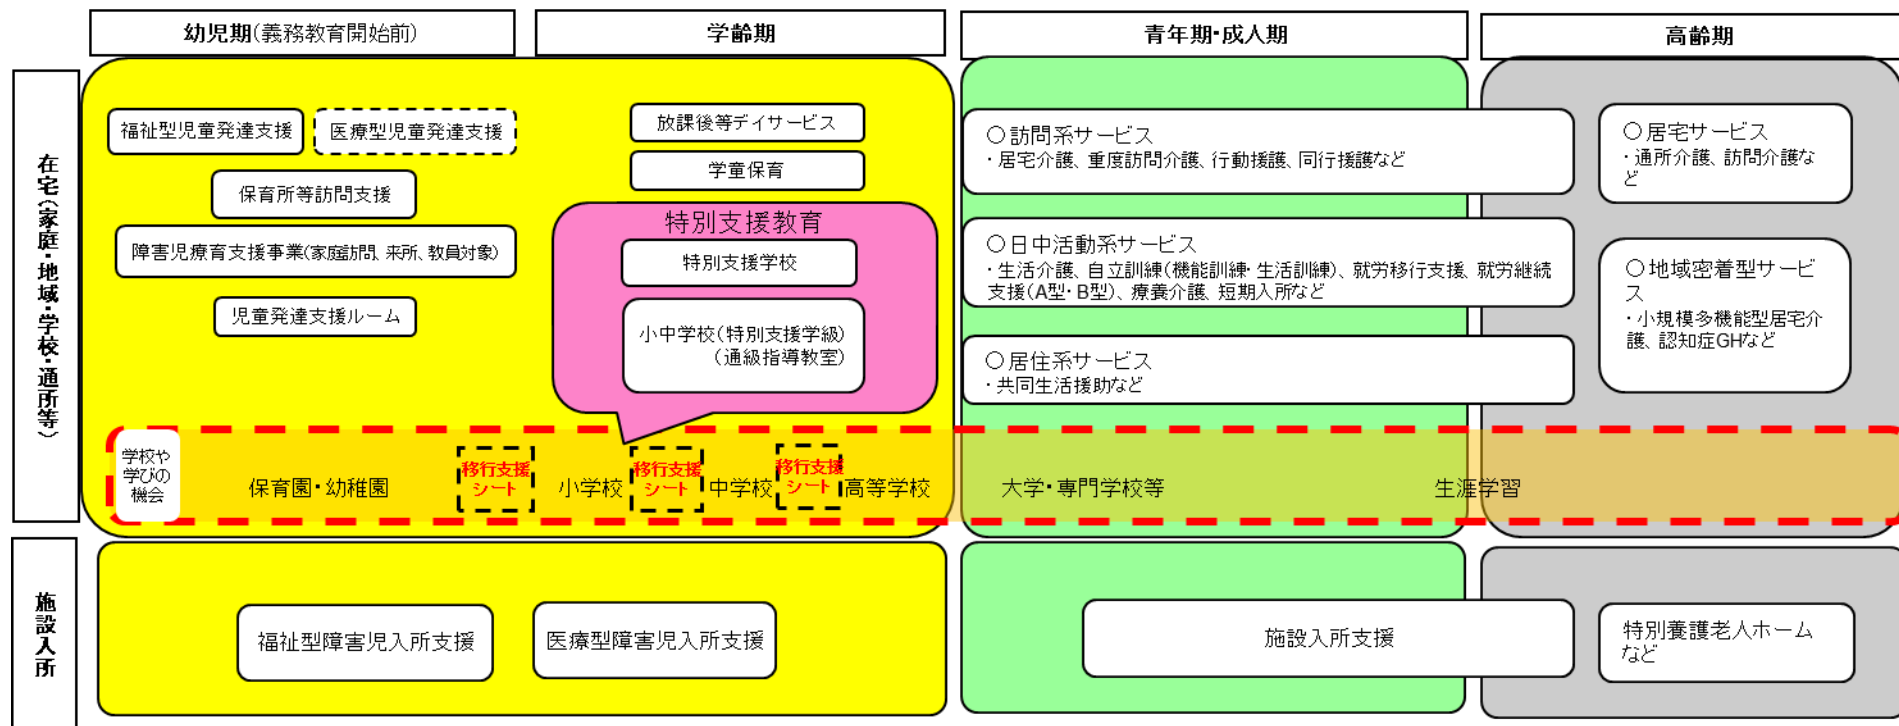 幼児期(義務教育開始前)
学齢期
青年期・成人期
高齢期
在宅(家庭・地域・学校・通所等)
福祉型児童発達支援
医療型児童発達支援
保育所等訪問支援
障害児療育支援事業(家庭訪問、来所、教員対象)
児童発達支援ルーム
放課後等デイサービス
学童保育
特別支援教育
特別支援学校
小中学校(特別支援学級)
(通級指導教室)
○訪問系サービス
・居宅介護、重度訪問介護、行動援護、同行援護など
○日中活動系サービス
・生活介護、自立訓練(機能訓練・生活訓練)、就労移行支援、就労継続
支援(A型・B型)、療養介護、短期入所など
○居住系サービス
・共同生活援助など
○居宅サービス
・通所介護、訪問介護な
ど
○地域密着型サービ
ス
・小規模多機能型居宅介
護、認知症GHなど
学校や
学びの
機会
保育園・幼稚園
移行支援
シート
小学校
移行支援
シート
中学校
移行支援
シート
高等学校
大学・専門学校等
生涯学習
施設入所
福祉型障害児入所支援
医療型障害児入所支援
施設入所支援
特別養護老人ホーム
など